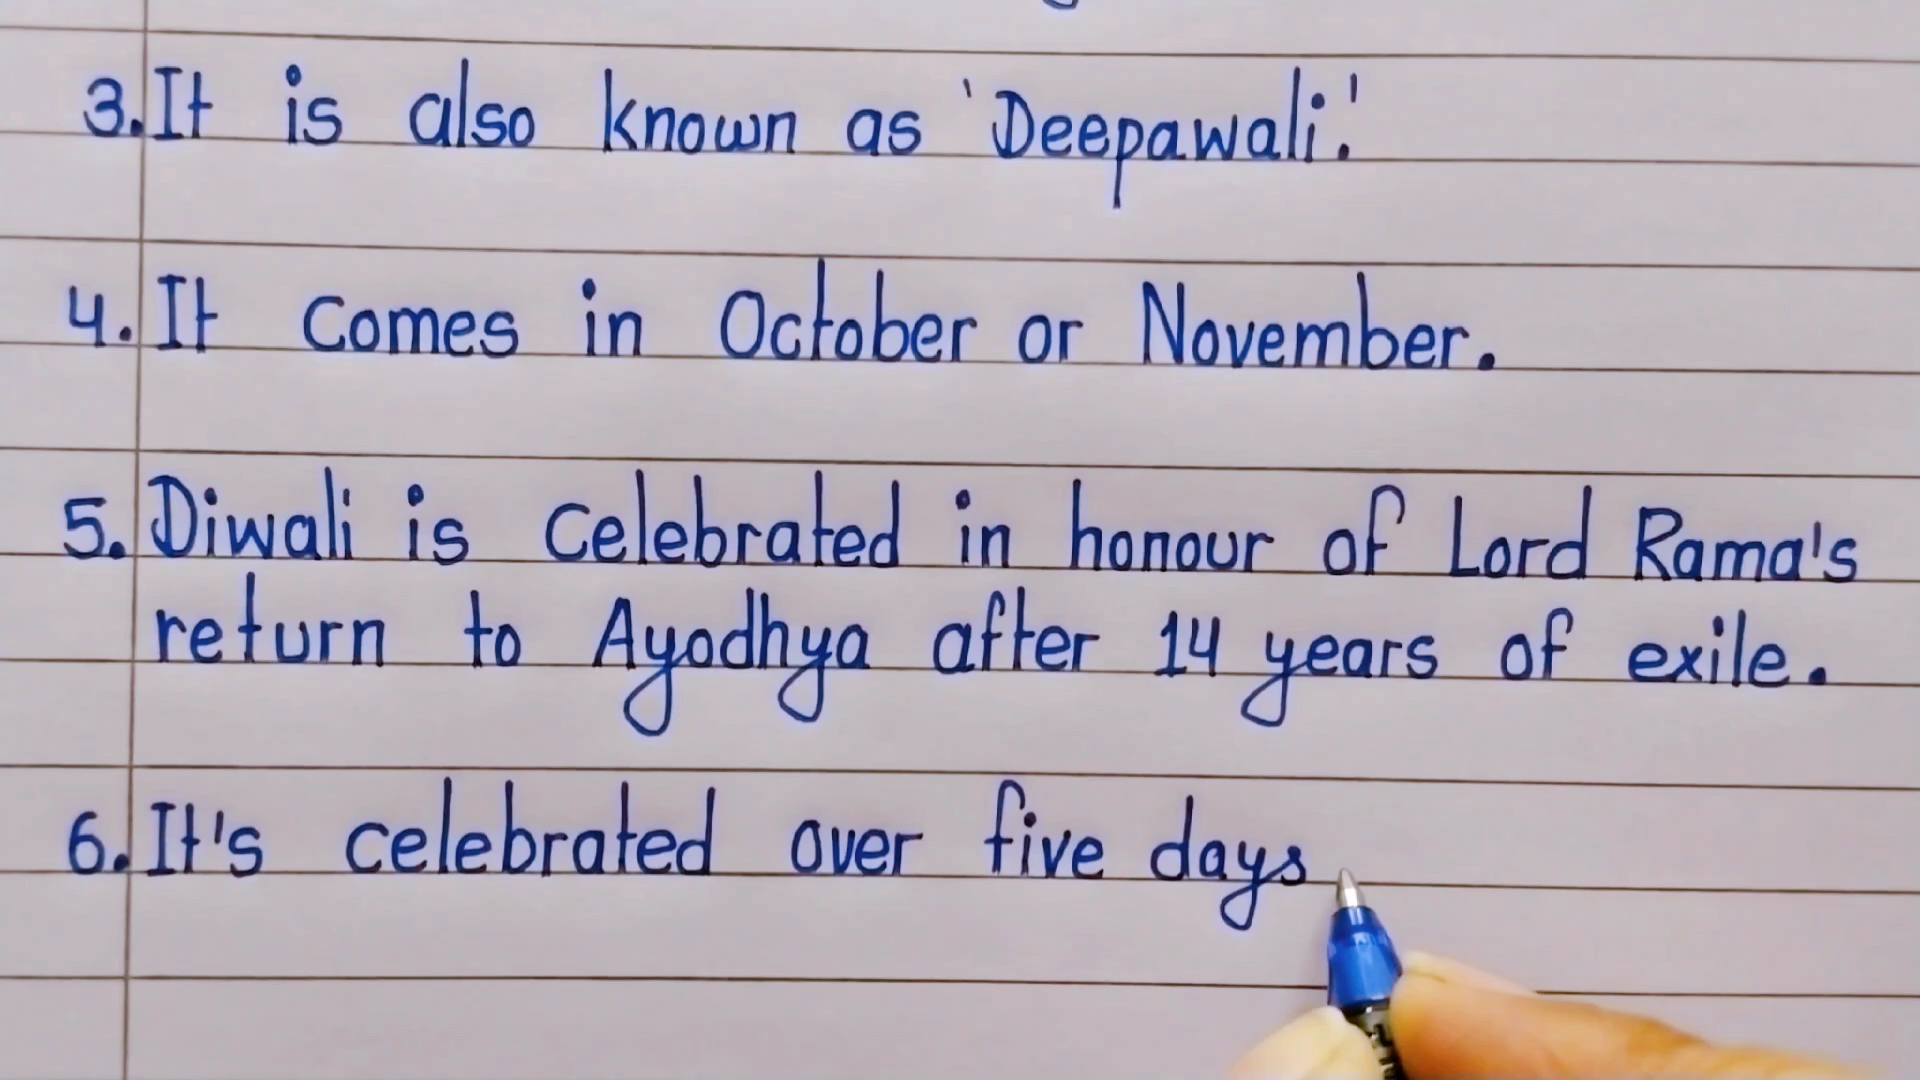 3. It is also known as 'Deepawali.'
4. It comes in October or November.
5. Diwali is celebrated in honour of Lord Rama's
return to Ayodhya after 14 years of exile.
6. It's celebrated over five days